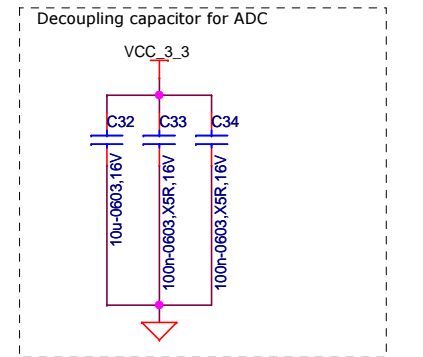 Decoupling capacitor for ADC
VCC_3_3
C32
C33
C34
10u-0603,16V
100n-0603,X5R,16V
100n-0603,X5R,16V